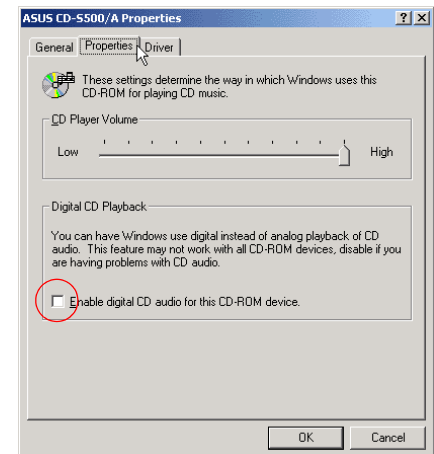 ASUS CD-S500/A Properties
General Properties Driver
These settings determine the way in which Windows uses this
CD-ROM for playing CD music.
CD Player Volume
Low High
Digital CD Playback
You can have Windows use digital instead of analog playback of CD
audio. This feature may not work with all CD-ROM devices, disable if you
are having problems with CD audio.
Enable digital CD audio for this CD-ROM device.
OK Cancel